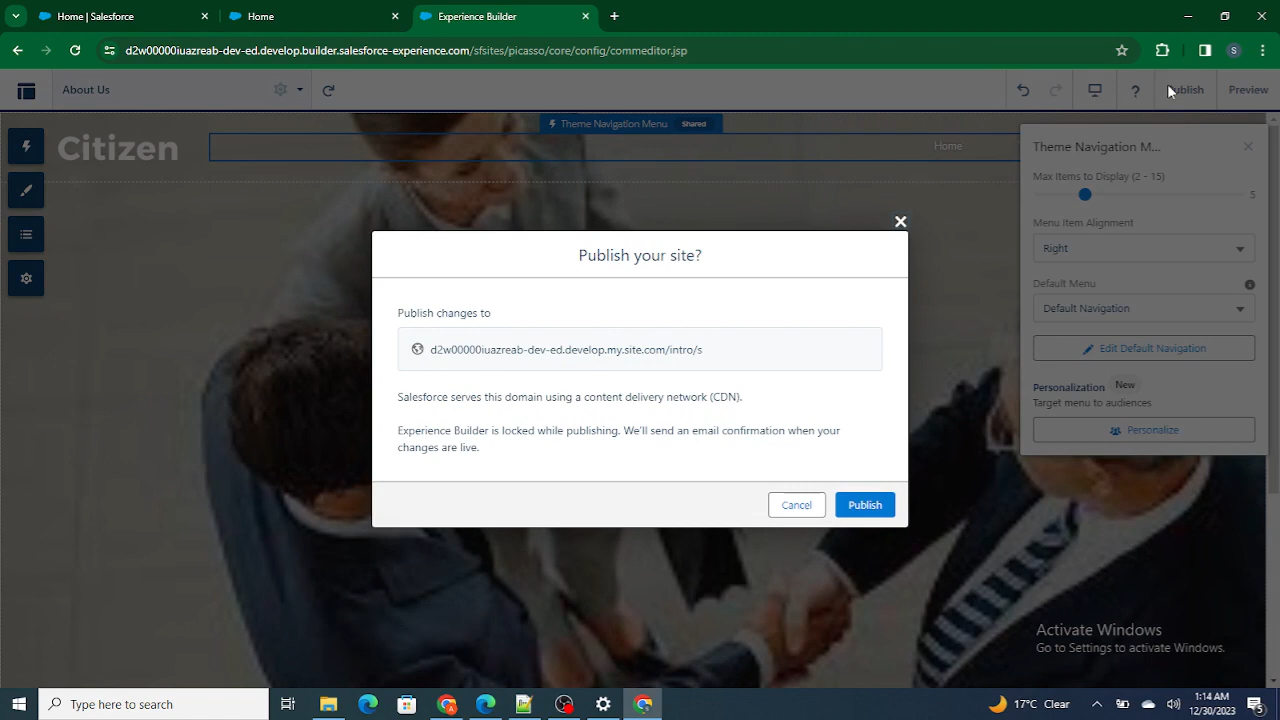 Home | Salesforce
Home
Experience Builder
d2w00000iuazreab-dev-ed.develop.builder.salesforce-experience.com/sfsites/picasso/core/config/commeditor.jsp
S
About Us
?
Publish
Preview
Theme Navigation Menu
Shared
Citizen
Home
Theme Navigation M...
Max Items to Display (2 - 15)
5
Menu Item Alignment
Right
Default Menu
Default Navigation
Edit Default Navigation
Personalization
New
Target menu to audiences
Personalize
Publish your site?
Publish changes to
d2w00000iuazreab-dev-ed.develop.my.site.com/intro/s
Salesforce serves this domain using a content delivery network (CDN).
Experience Builder is locked while publishing. We'll send an email confirmation when your
changes are live.
Cancel
Publish
Activate Windows
Go to Settings to activate Windows.
Type here to search
17°C Clear
1:14 AM
12/30/2023